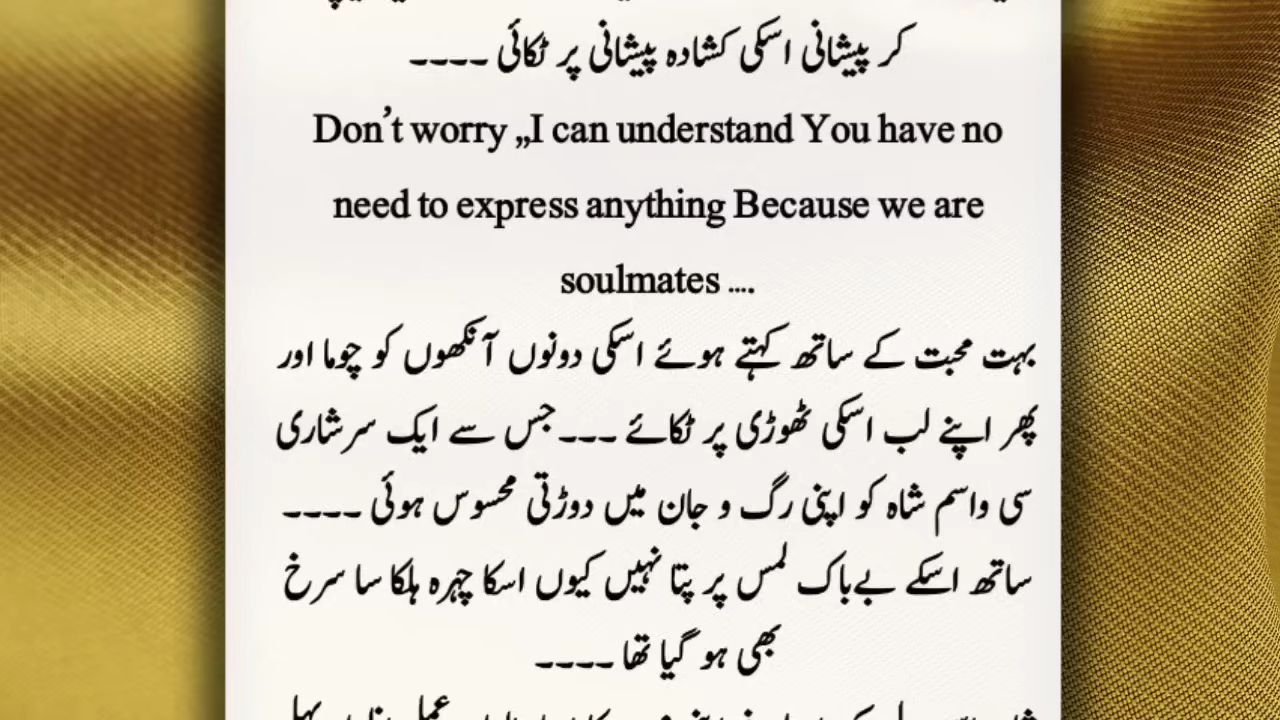 کر پیشانی اسکی کشادہ پیشانی پر ٹکائی ----
Don't worry ,,I can understand You have no
need to express anything Because we are
soulmates ....
بہت محبت کے ساتھ کہتے ہوئے اسکی دونوں آنکھوں کو چوما اور
پھر اپنے لب اسکی ٹھوڑی پر ٹکائے ---جس سے ایک سرشاری
سی واسم شاہ کو اپنی رگ و جان میں دوڑتی محسوس ہوئی ----
ساتھ اسکے بےباک لمس پر پتا نہیں کیوں اسکا چہرہ ہلکا سا سرخ
بھی ہو گیا تھا ----